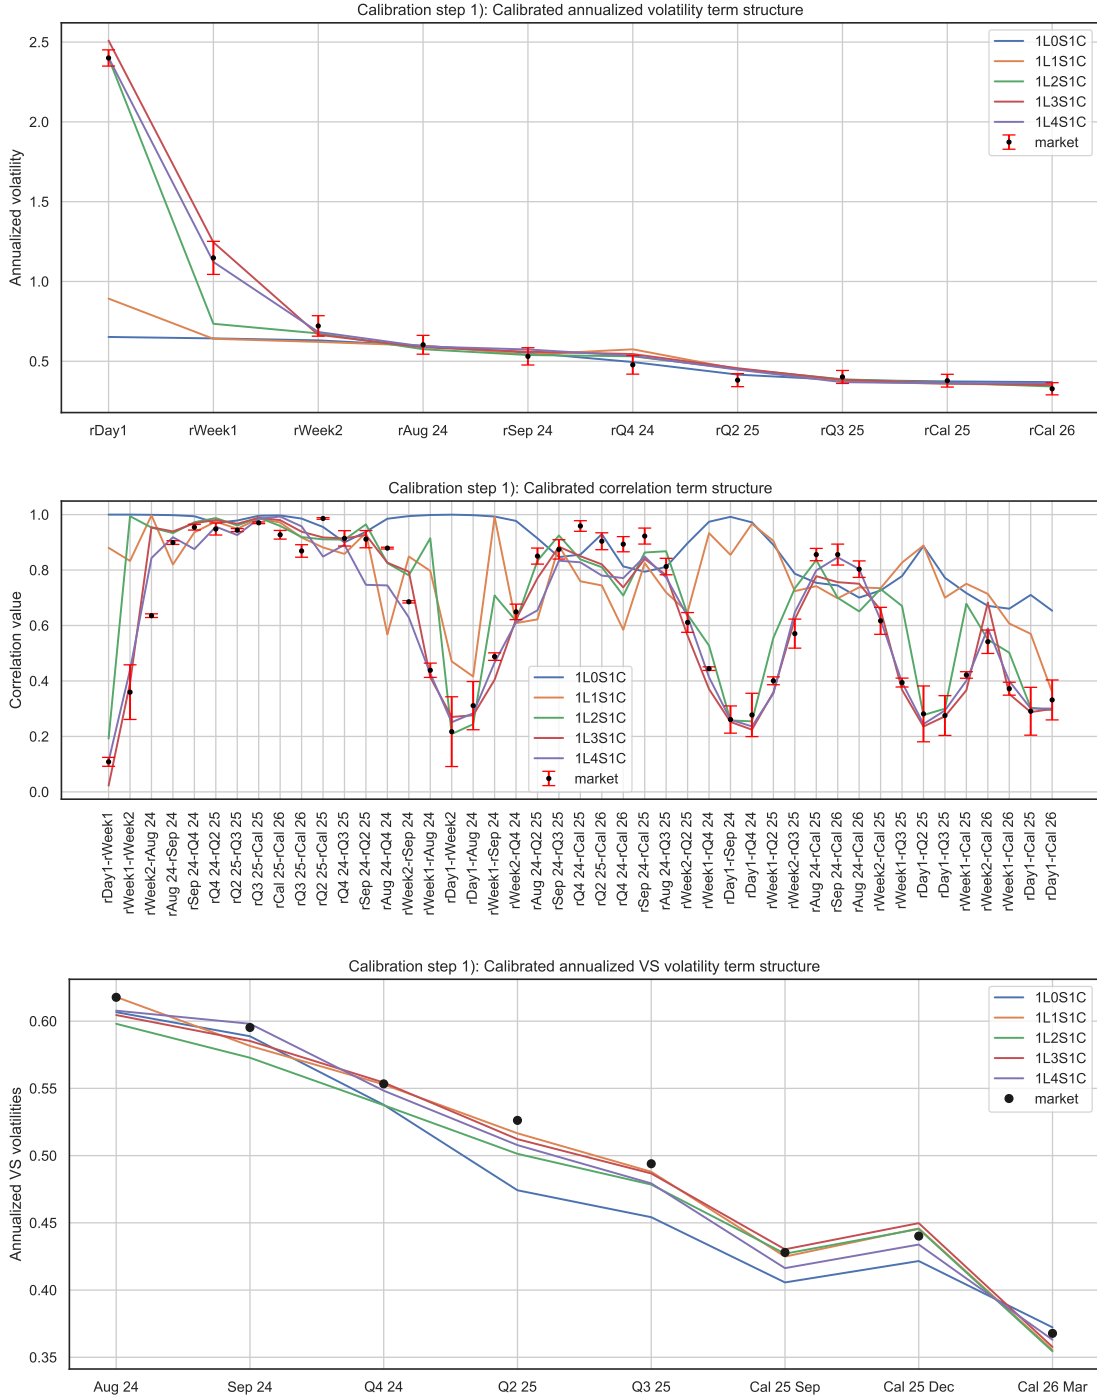 Calibration step 1): Calibrated annualized volatility term structure
2.5
2.0
1.5
1.0
0.5
Annualized volatility
1L0S1C
1L1S1C
1L2S1C
1L3S1C
1L4S1C
market
rDay1 rWeek1 rWeek2 rAug 24 rSep 24 rQ4 24 rQ2 25 rQ3 25 rCal 25 rCal 26
Calibration step 1): Calibrated correlation term structure
1.0
0.8
0.6
0.4
0.2
0.0
Correlation value
1L0S1C
1L1S1C
1L2S1C
1L3S1C
1L4S1C
market
rDay1-rWeek1
rWeek1-rWeek2
rWeek2-rAug 24
rAug 24-rSep 24
rSep 24-rQ4 24
rQ4 24-rQ2 25
rQ2 25-rQ3 25
rQ3 25-rCal 25
rCal 25-rCal 26
rQ3 25-rCal 26
rQ2 25-rCal 25
rQ4 24-rQ3 25
rSep 24-rQ2 25
rAug 24-rQ4 24
rWeek2-rSep 24
rWeek1-rAug 24
rDay1-rWeek2
rDay1-rAug 24
rWeek1-rSep 24
rWeek2-rQ4 24
rAug 24-rQ2 25
rSep 24-rQ3 25
rQ4 24-rCal 25
rQ2 25-rCal 26
rQ4 24-rCal 26
rSep 24-rCal 25
rAug 24-rQ3 25
rWeek2-rQ2 25
rWeek1-rQ4 24
rDay1-rSep 24
rDay1-rQ4 24
rWeek1-rQ2 25
rWeek2-rQ3 25
rAug 24-rCal 25
rSep 24-rCal 26
rAug 24-rCal 26
rWeek2-rCal 25
rWeek1-rQ3 25
rDay1-rQ2 25
rDay1-rQ3 25
rWeek1-rCal 25
rWeek2-rCal 26
rWeek1-rCal 26
rDay1-rCal 25
rDay1-rCal 26
Calibration step 1): Calibrated annualized VS volatility term structure
0.60
0.55
0.50
0.45
0.40
0.35
Annualized VS volatilities
1L0S1C
1L1S1C
1L2S1C
1L3S1C
1L4S1C
market
Aug 24 Sep 24 Q4 24 Q2 25 Q3 25 Cal 25 Sep Cal 25 Dec Cal 26 Mar